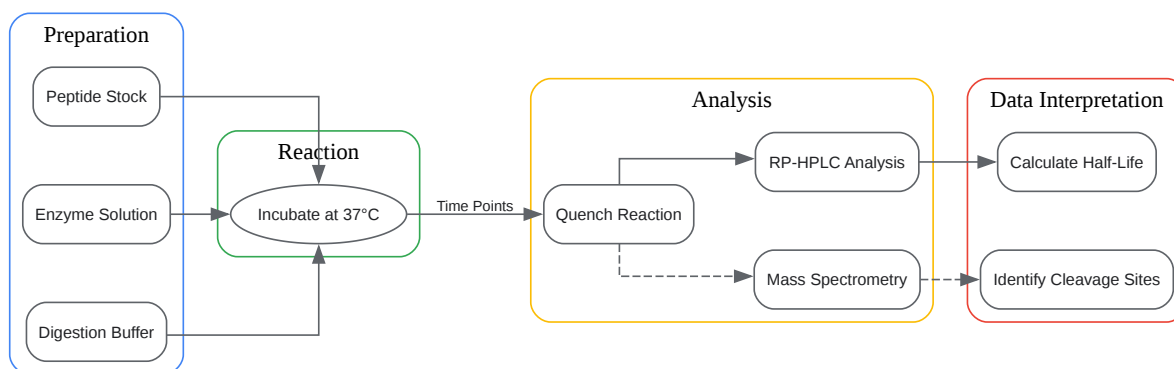 Preparation
Peptide Stock
Enzyme Solution
Digestion Buffer
Reaction
Incubate at 37°C
Time Points
Analysis
Quench Reaction
RP-HPLC Analysis
Mass Spectrometry
Data Interpretation
Calculate Half-Life
Identify Cleavage Sites